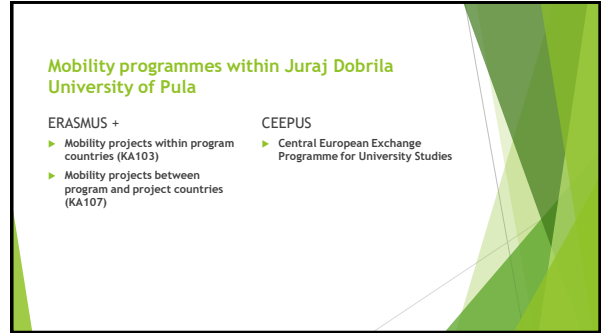 Mobility programmes within Juraj Dobrila
University of Pula
ERASMUS +
Mobility projects within program
countries (KA103)
Mobility projects between
program and project countries
(KA107)
CEEPUS
Central European Exchange
Programme for University Studies